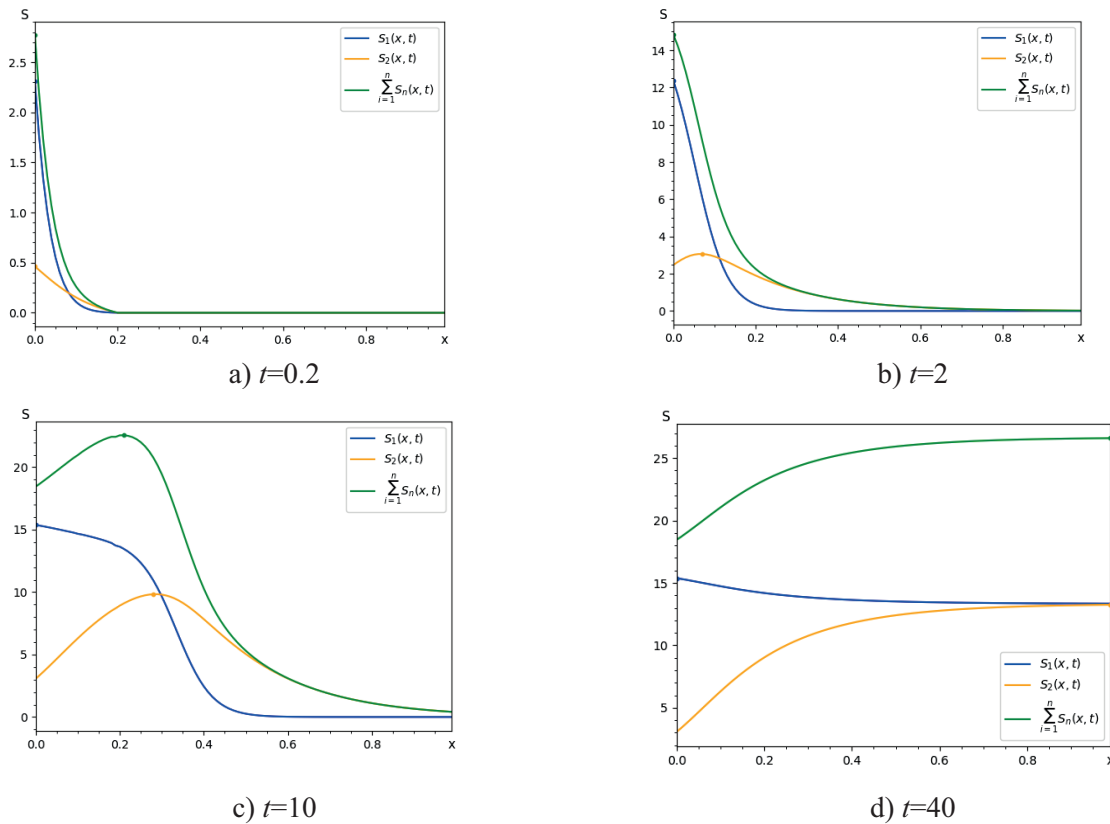 S
S₁(x, t)
S₂(x, t)
n
∑ Sₙ(x, t)
i=1
2.5
2.0
1.5
1.0
0.5
0.0
0.0 0.2 0.4 0.6 0.8 x
a) t=0.2
S
S₁(x, t)
S₂(x, t)
n
∑ Sₙ(x, t)
i=1
14
12
10
8
6
4
2
0
0.0 0.2 0.4 0.6 0.8 x
b) t=2
S
S₁(x, t)
S₂(x, t)
n
∑ Sₙ(x, t)
i=1
20
15
10
5
0
0.0 0.2 0.4 0.6 0.8 x
c) t=10
S
25
20
15
10
5
S₁(x, t)
S₂(x, t)
n
∑ Sₙ(x, t)
i=1
0.0 0.2 0.4 0.6 0.8 x
d) t=40